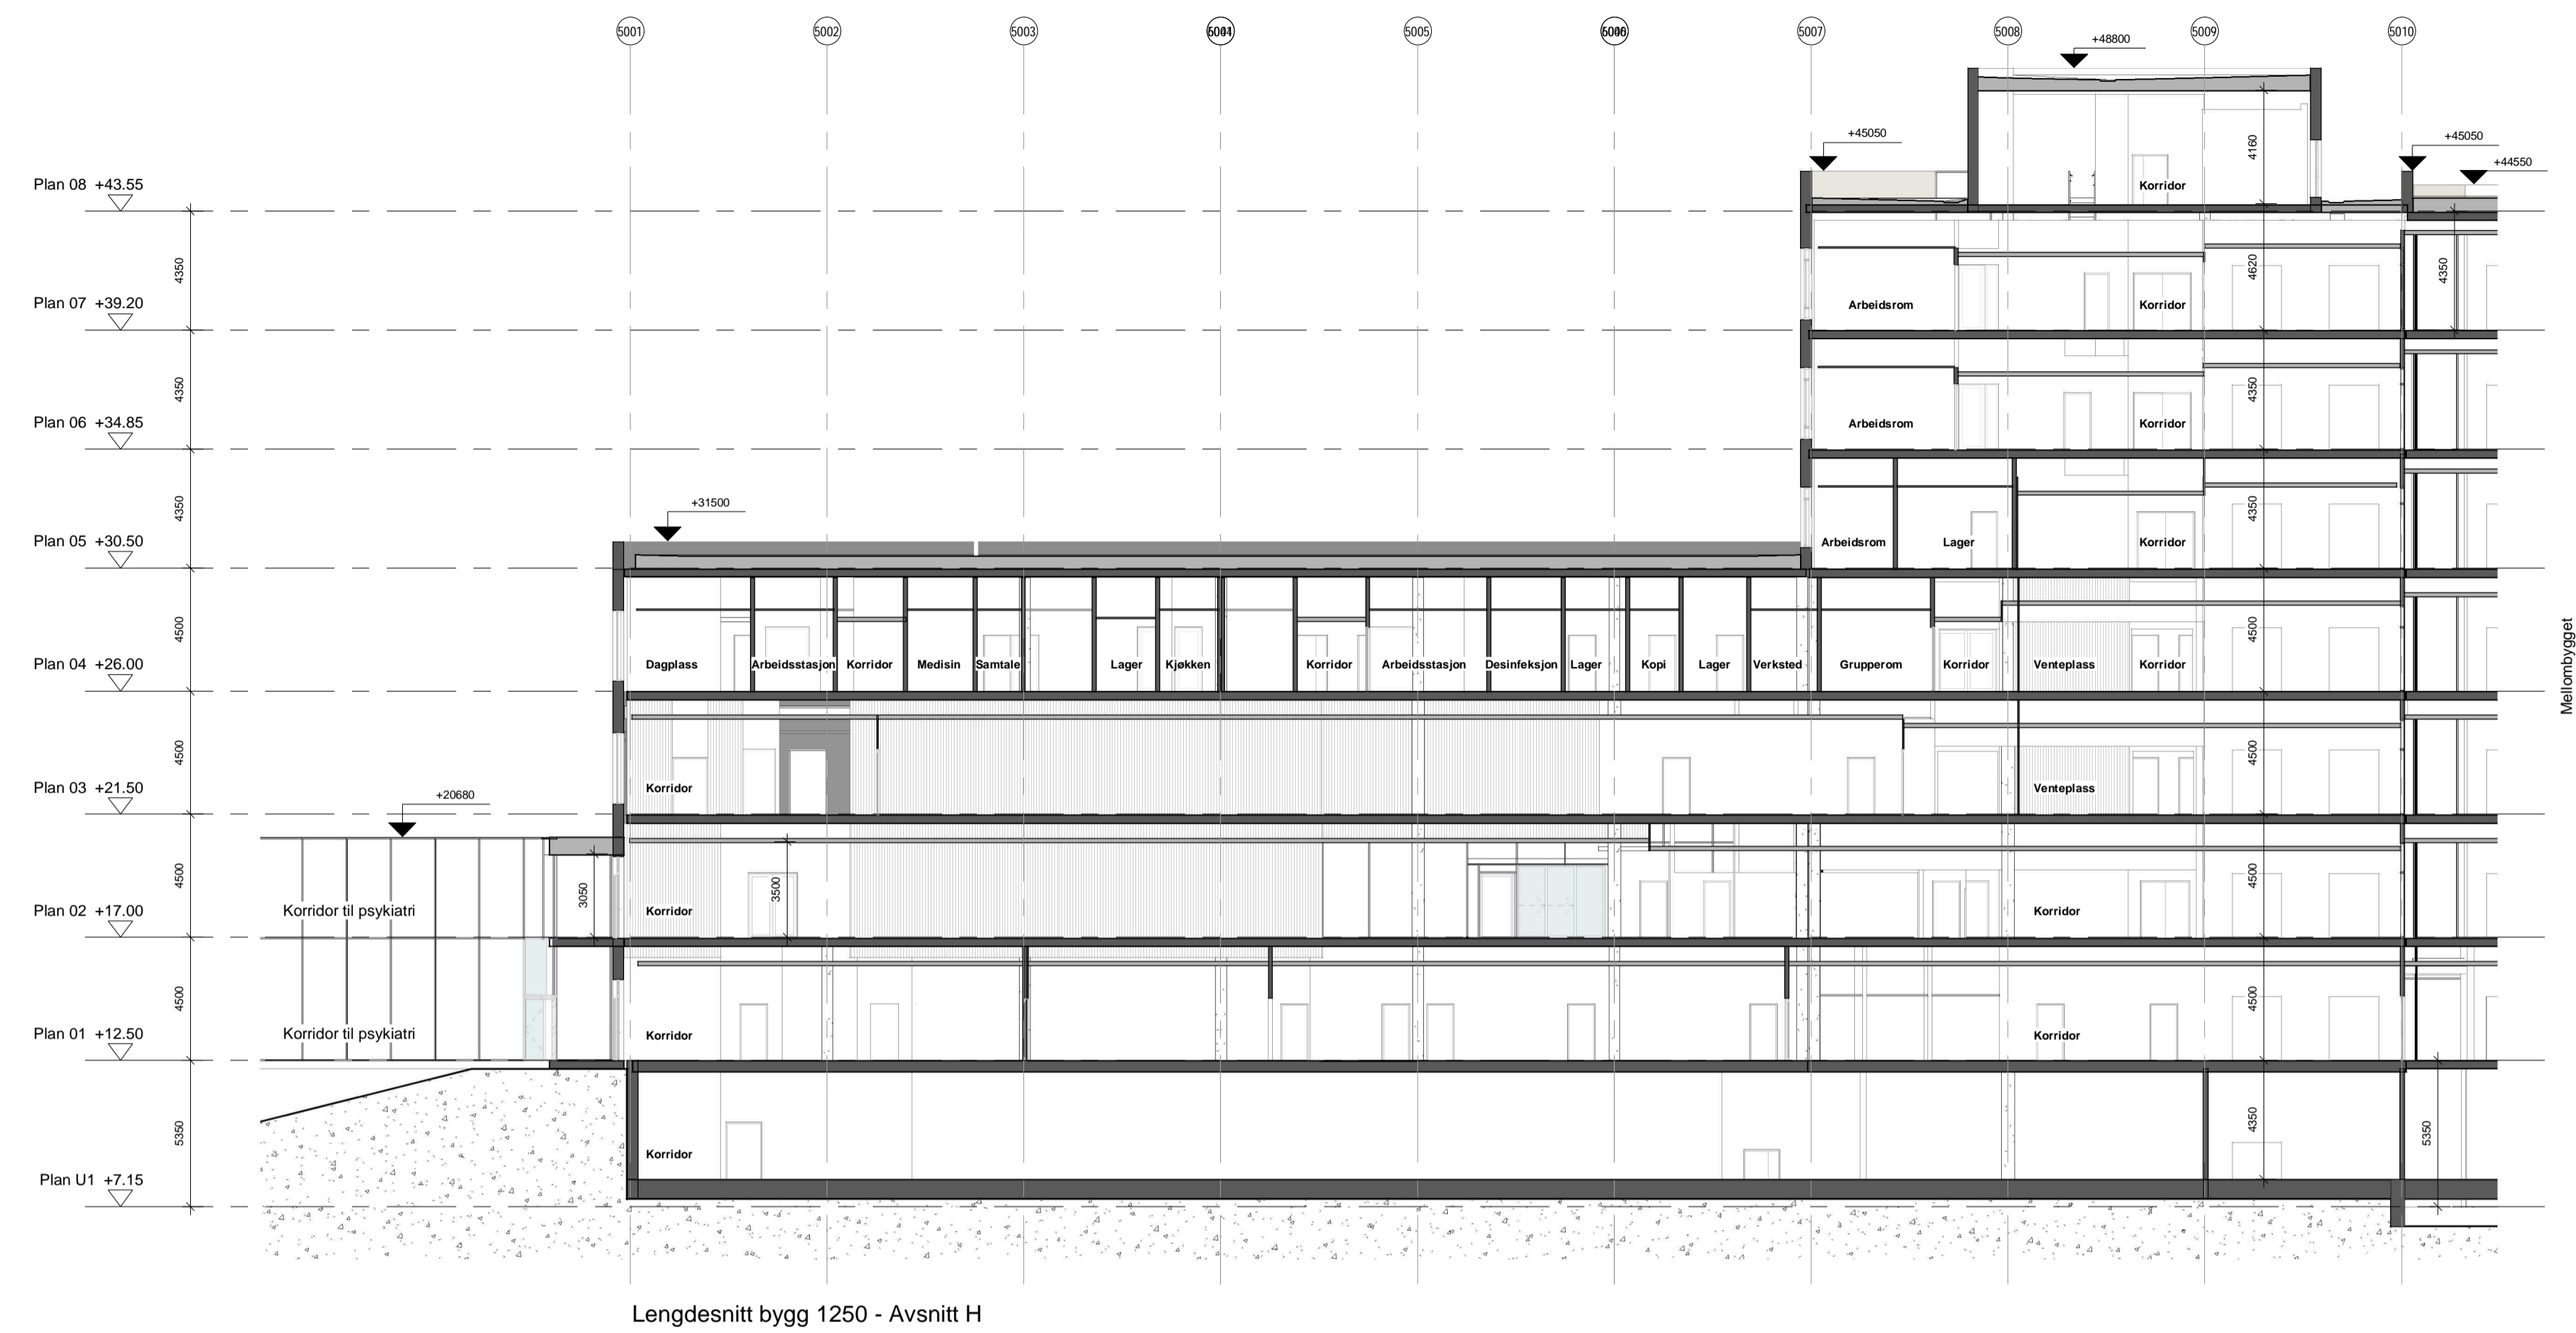 5001 5002 5003 5005 5007 5008 5009 5010
+48800
+45050 +45050
+44550
4160
Plan 08 +43.55 Korridor
4350 4620 4350
Plan 07 +39.20 Arbeidsrom Korridor
4350 4350
Plan 06 +34.85 Arbeidsrom Korridor
4350 +31500 4350
Plan 05 +30.50 Arbeidsrom Lager Korridor
4500 4500
Mellombygget
Plan 04 +26.00 Dagplass Arbeidsstasjon Korridor Medisin Samtale Lager Kjøkken Korridor Arbeidsstasjon Desinfeksjon Lager Kopi Lager Verksted Grupperom Korridor Venteplass Korridor
4500 4500
Plan 03 +21.50 Korridor Venteplass
+20680
4500 3050 3500 4500
Plan 02 +17.00 Korridor til psykiatri Korridor Korridor
4500 4500
Plan 01 +12.50 Korridor til psykiatri Korridor Korridor
5350 4350 5350
Korridor
Plan U1 +7.15
Lengdesnitt bygg 1250 - Avsnitt H